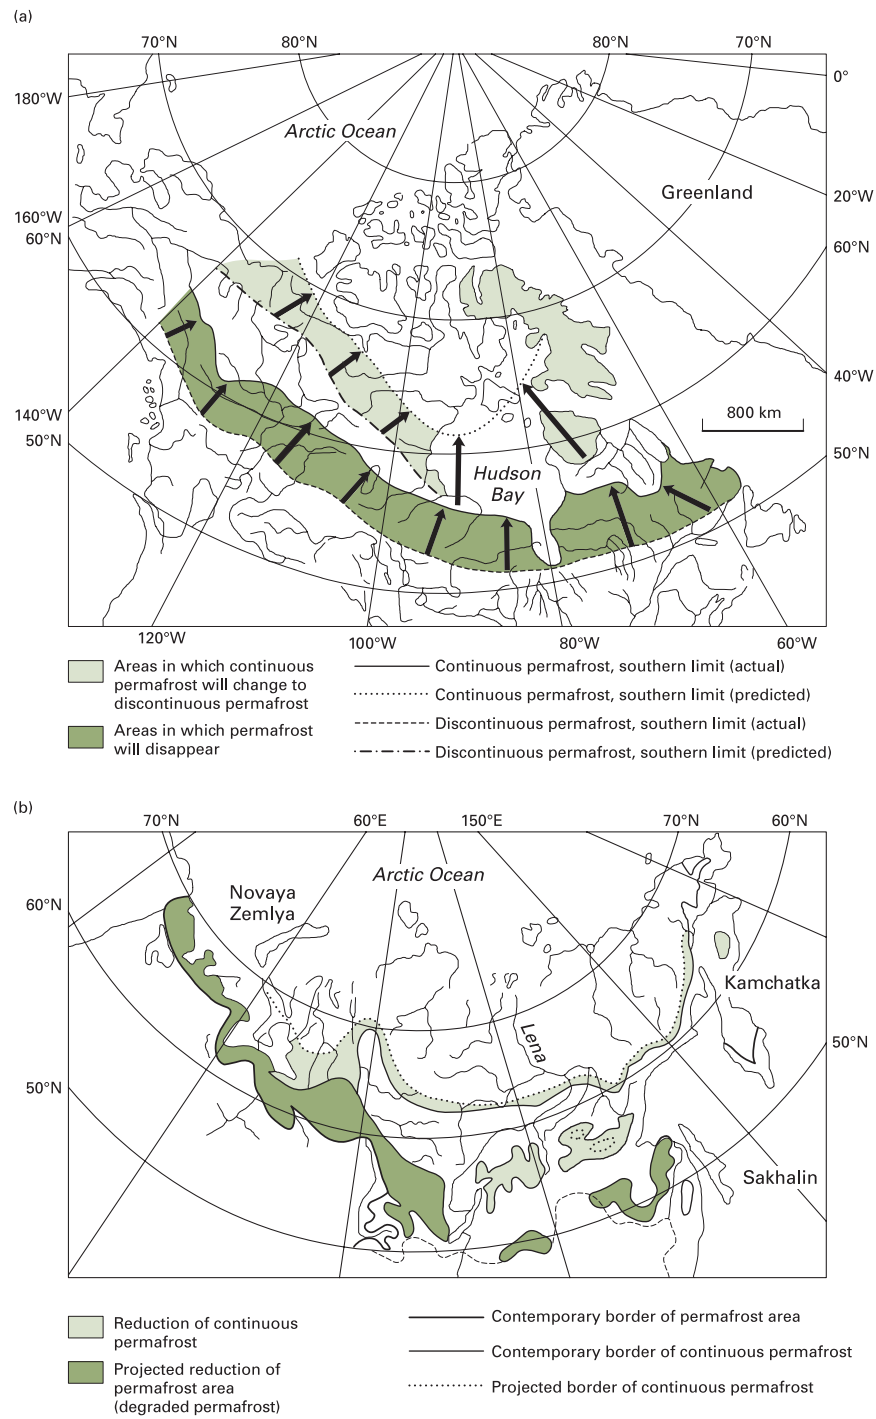 (a)
70°N 80°N 80°N 70°N
0°
180°W
Arctic Ocean
Greenland
20°W
160°W
60°N
60°N
40°W
140°W
50°N
800 km
50°N
Hudson
Bay
120°W 100°W 80°W 60°W
Areas in which continuous
permafrost will change to
discontinuous permafrost
Areas in which permafrost
will disappear
Continuous permafrost, southern limit (actual)
Continuous permafrost, southern limit (predicted)
Discontinuous permafrost, southern limit (actual)
Discontinuous permafrost, southern limit (predicted)
(b)
70°N 60°E 150°E 70°N 60°N
Arctic Ocean
Novaya
Zemlya
60°N
Kamchatka
Lena
50°N
50°N
Sakhalin
Reduction of continuous
permafrost
Projected reduction of
permafrost area
(degraded permafrost)
Contemporary border of permafrost area
Contemporary border of continuous permafrost
Projected border of continuous permafrost